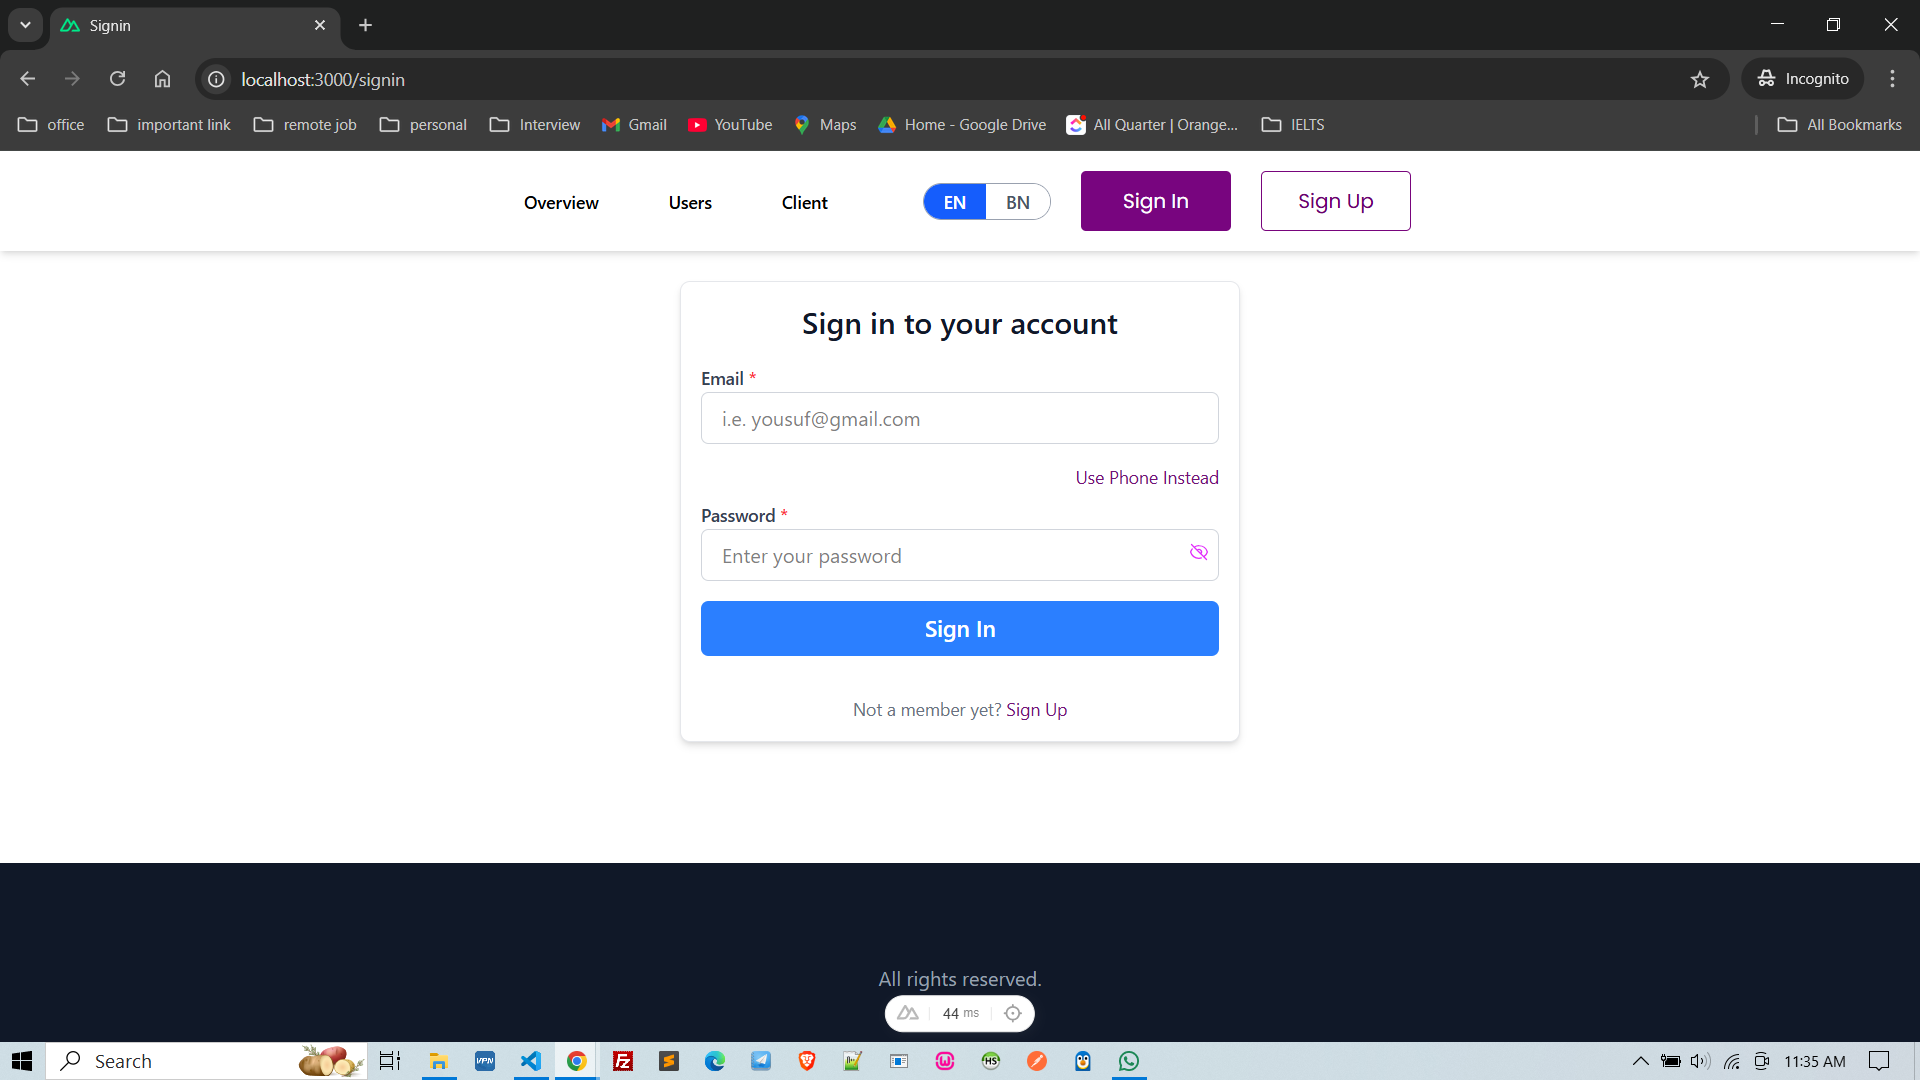 Signin
localhost:3000/signin
Incognito
office important link remote job personal Interview Gmail YouTube Maps Home - Google Drive All Quarter | Orange... IELTS All Bookmarks
Overview Users Client EN BN Sign In Sign Up
Sign in to your account
Email *
i.e. yousuf@gmail.com
Use Phone Instead
Password *
Enter your password
Sign In
Not a member yet? Sign Up
All rights reserved.
44 ms
Search VPN HS 11:35 AM